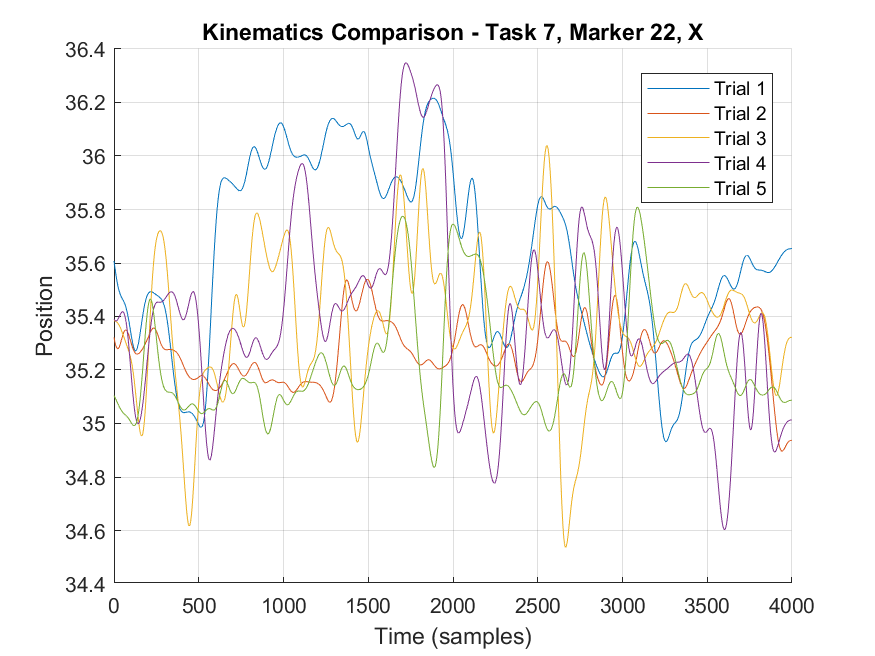 Kinematics Comparison - Task 7, Marker 22, X
36.4
36.2
36
35.8
35.6
35.4
35.2
35
34.8
34.6
34.4
Position
Trial 1
Trial 2
Trial 3
Trial 4
Trial 5
0 500 1000 1500 2000 2500 3000 3500 4000
Time (samples)